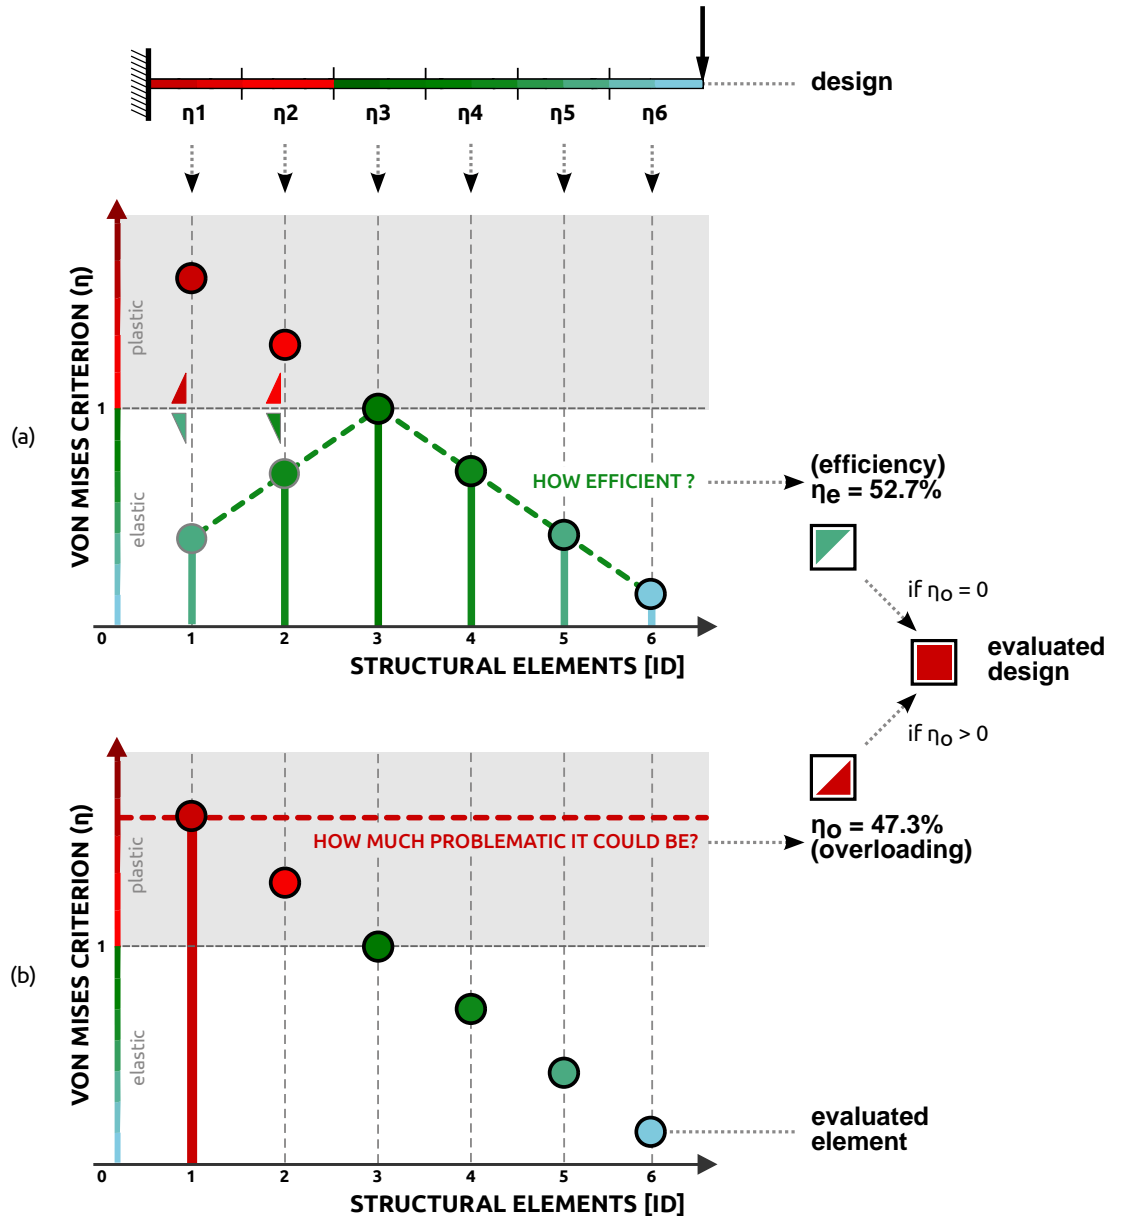 design
η1 η2 η3 η4 η5 η6
(a)
VON MISES CRITERION (η)
plastic
elastic
1
HOW EFFICIENT ?
(efficiency)
ηe = 52.7%
if ηo = 0
0 1 2 3 4 5 6
STRUCTURAL ELEMENTS [ID]
evaluated
design
if ηo > 0
(b)
VON MISES CRITERION (η)
plastic
elastic
1
HOW MUCH PROBLEMATIC IT COULD BE?
ηo = 47.3%
(overloading)
evaluated
element
0 1 2 3 4 5 6
STRUCTURAL ELEMENTS [ID]